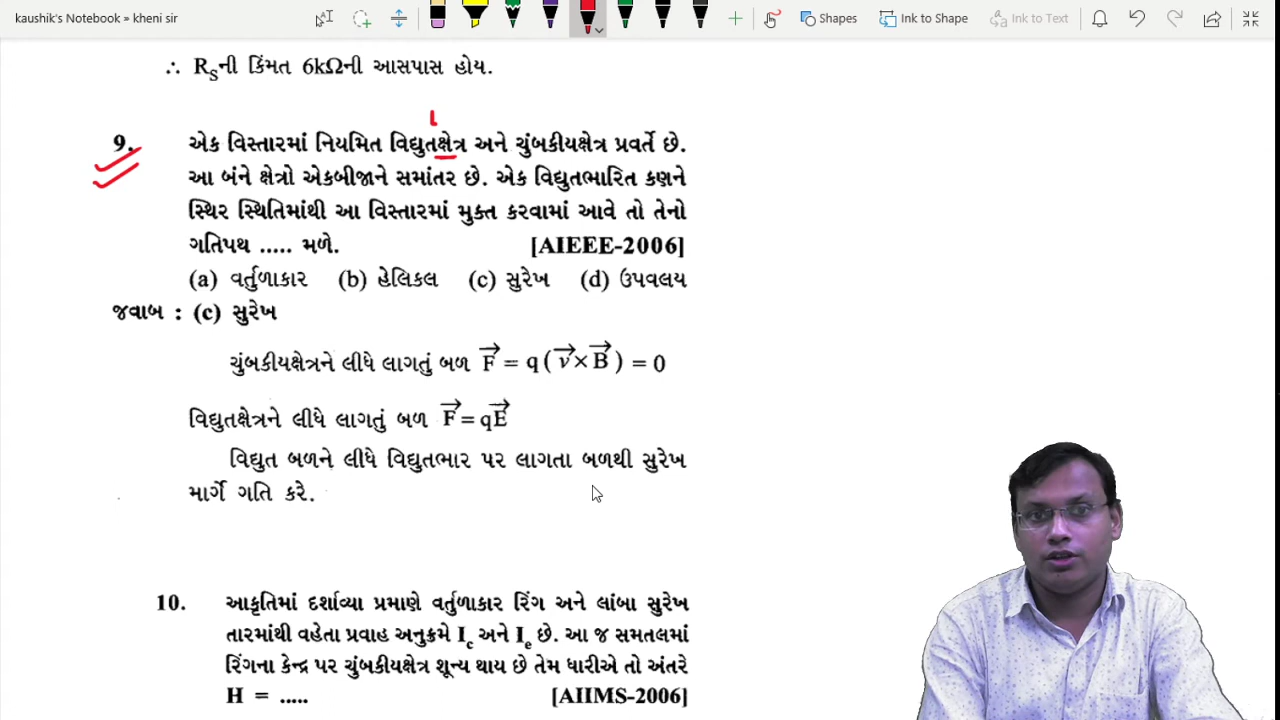 kaushik's Notebook » kheni sir
Shapes
Ink to Shape
Ink to Text
∴ R_Sની કિંમત 6kΩની આસપાસ હોય.
9. એક વિસ્તારમાં નિયમિત વિદ્યુતક્ષેત્ર અને ચુંબકીયક્ષેત્ર પ્રવર્તે છે.
આ બંને ક્ષેત્રો એકબીજાને સમાંતર છે. એક વિદ્યુતભારિત કણને
સ્થિર સ્થિતિમાંથી આ વિસ્તારમાં મુક્ત કરવામાં આવે તો તેનો
ગતિપથ ..... મળે. [AIEEE-2006]
(a) વર્તુળાકાર (b) હેલિકલ (c) સુરેખ (d) ઉપવલય
જવાબ : (c) સુરેખ
ચુંબકીયક્ષેત્રને લીધે લાગતું બળ F⃗ = q(v⃗×B⃗) = 0
વિદ્યુતક્ષેત્રને લીધે લાગતું બળ F⃗ = qE⃗
વિદ્યુત બળને લીધે વિદ્યુતભાર પર લાગતા બળથી સુરેખ
માર્ગે ગતિ કરે.
10. આકૃતિમાં દર્શાવ્યા પ્રમાણે વર્તુળાકાર રિંગ અને લાંબા સુરેખ
તારમાંથી વહેતા પ્રવાહ અનુક્રમે I_c અને I_e છે. આ જ સમતલમાં
રિંગના કેન્દ્ર પર ચુંબકીયક્ષેત્ર શૂન્ય થાય છે તેમ ધારીએ તો અંતરે
H = ..... [AIIMS-2006]